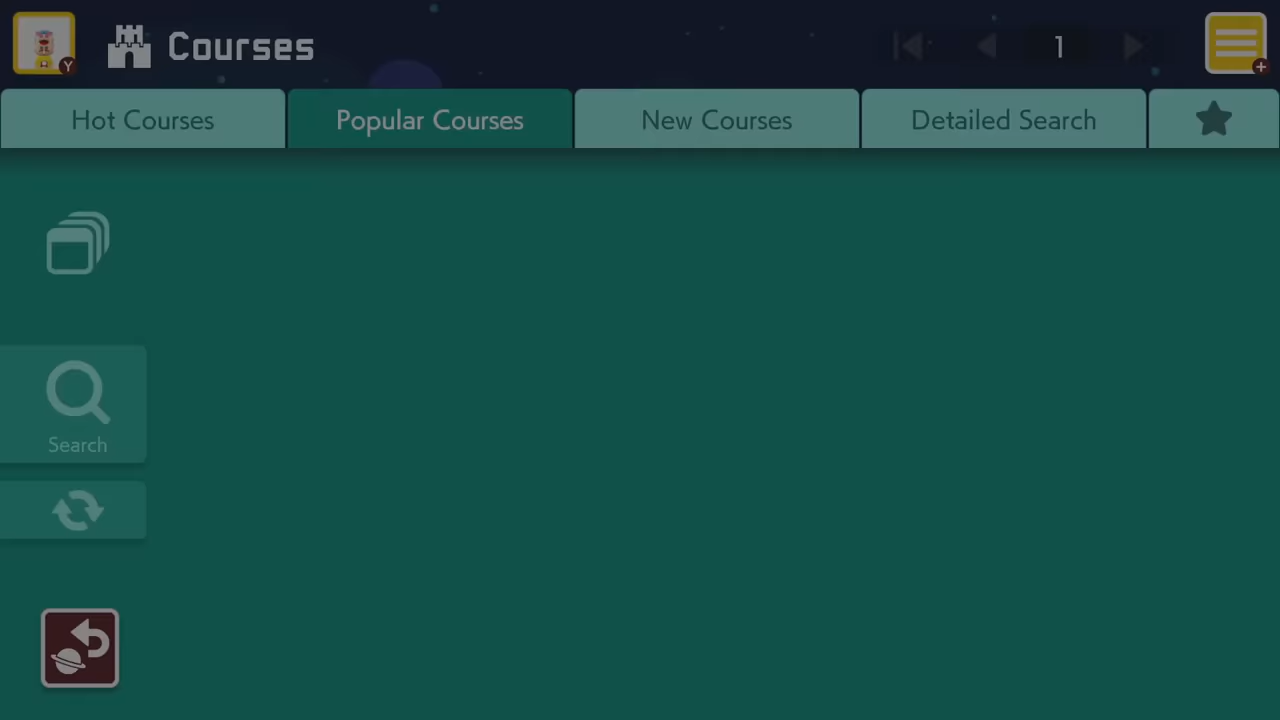 Y
Courses
1
+
Hot Courses
Popular Courses
New Courses
Detailed Search
Search